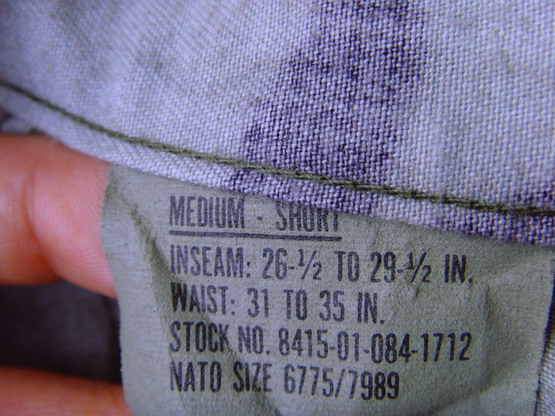 MEDIUM - SHORT
INSEAM: 26-½ TO 29-½ IN.
WAIST: 31 TO 35 IN.
STOCK NO. 8415-01-084-1712
NATO SIZE 6775/7989